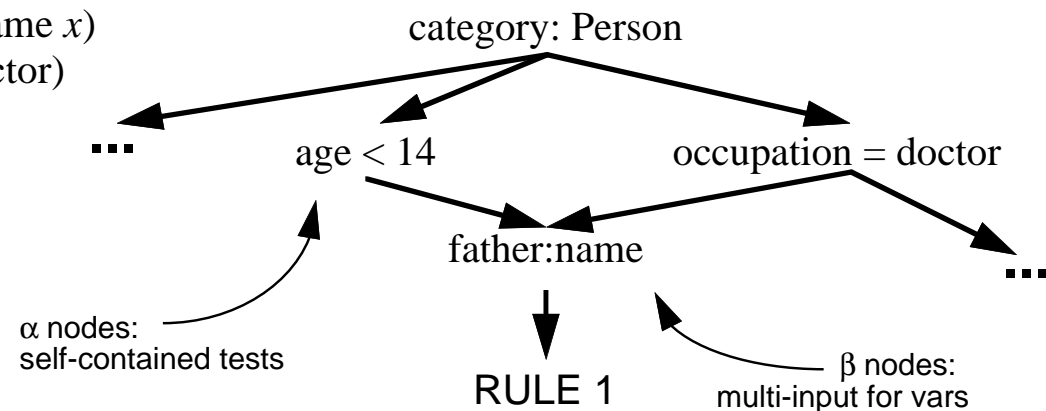 ame x)
ctor)
category: Person
...
age < 14
occupation = doctor
father:name
...
α nodes:
self-contained tests
RULE 1
β nodes:
multi-input for vars